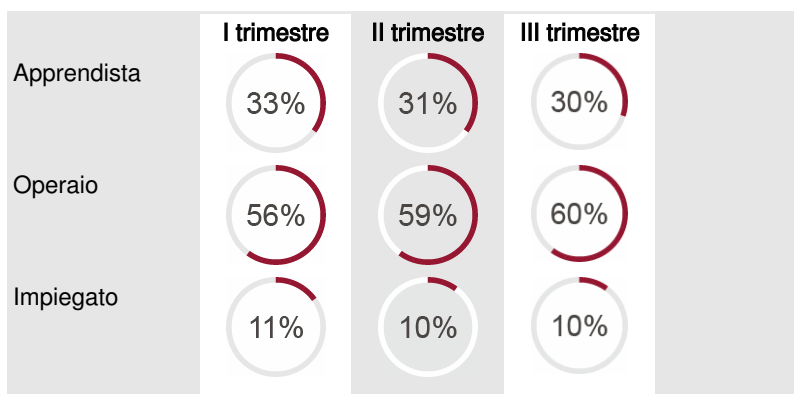 I trimestre II trimestre III trimestre
Apprendista 33% 31% 30%
Operaio 56% 59% 60%
Impiegato 11% 10% 10%